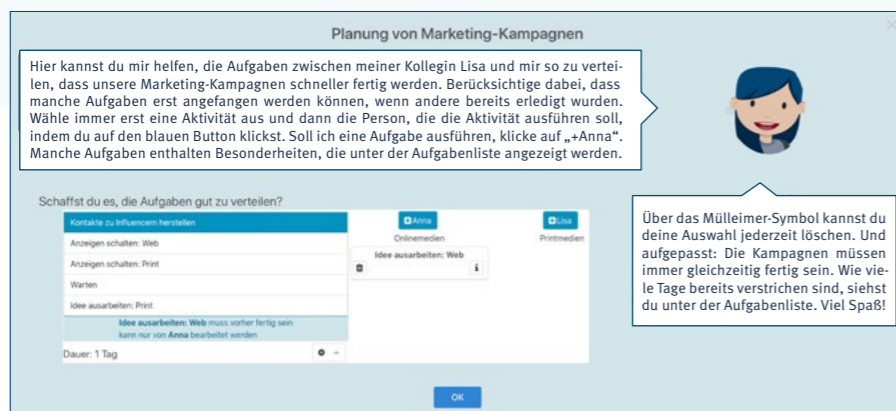 Planung von Marketing-Kampagnen
Hier kannst du mir helfen, die Aufgaben zwischen meiner Kollegin Lisa und mir so zu vertei-
len, dass unsere Marketing-Kampagnen schneller fertig werden. Berücksichtige dabei, dass
manche Aufgaben erst angefangen werden können, wenn andere bereits erledigt wurden.
Wähle immer erst eine Aktivität aus und dann die Person, die die Aktivität ausführen soll,
indem du auf den blauen Button klickst. Soll ich eine Aufgabe ausführen, klicke auf „+Anna“.
Manche Aufgaben enthalten Besonderheiten, die unter der Aufgabenliste angezeigt werden.
Schaffst du es, die Aufgaben gut zu verteilen?
Kontakte zu Influencern herstellen
Anzeigen schalten: Web
Anzeigen schalten: Print
Warten
Idee ausarbeiten: Print
Idee ausarbeiten: Web muss vorher fertig sein
kann nur von Anna bearbeitet werden
Dauer: 1 Tag
Anna
Onlinemedien
Idee ausarbeiten: Web
i
Lisa
Printmedien
Über das Mülleimer-Symbol kannst du
deine Auswahl jederzeit löschen. Und
aufgepasst: Die Kampagnen müssen
immer gleichzeitig fertig sein. Wie vie-
le Tage bereits verstrichen sind, siehst
du unter der Aufgabenliste. Viel Spaß!
OK